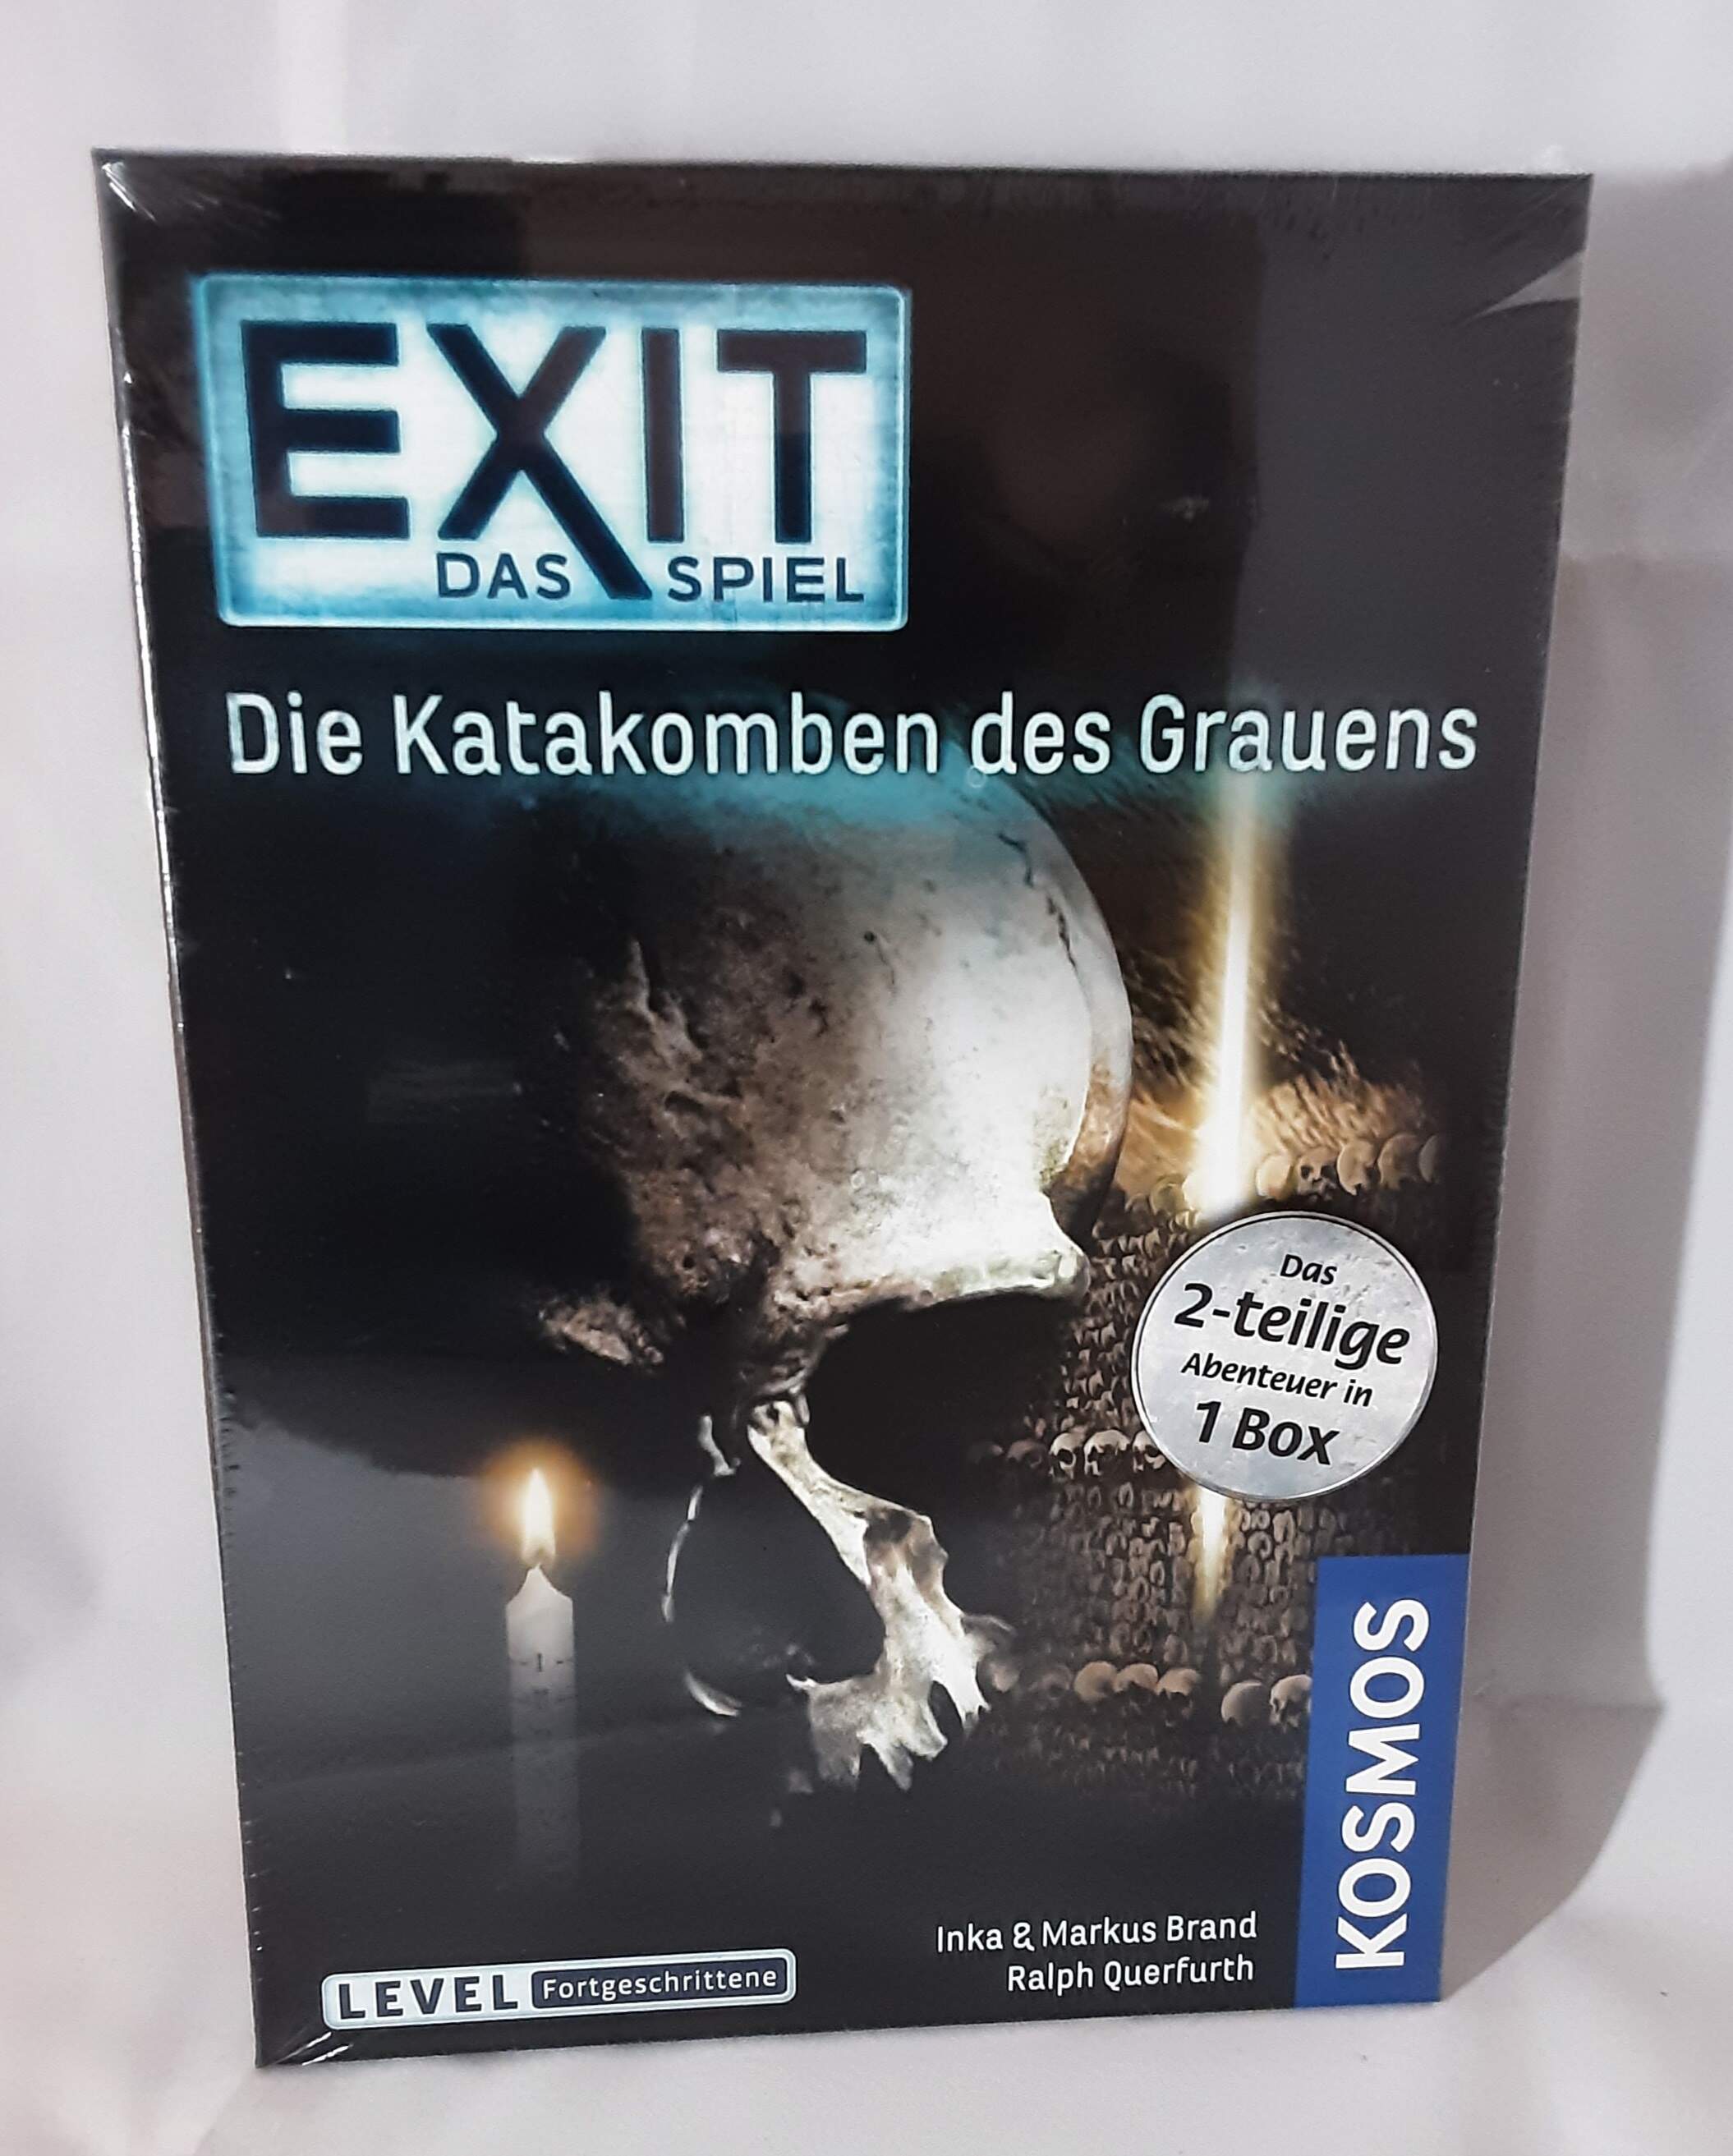 EXIT
DAS SPIEL
Die Katakomben des Grauens
Das
2-teilige
Abenteuer in
1 Box
KOSMOS
Inka & Markus Brand
Ralph Querfurth
LEVEL Fortgeschrittene